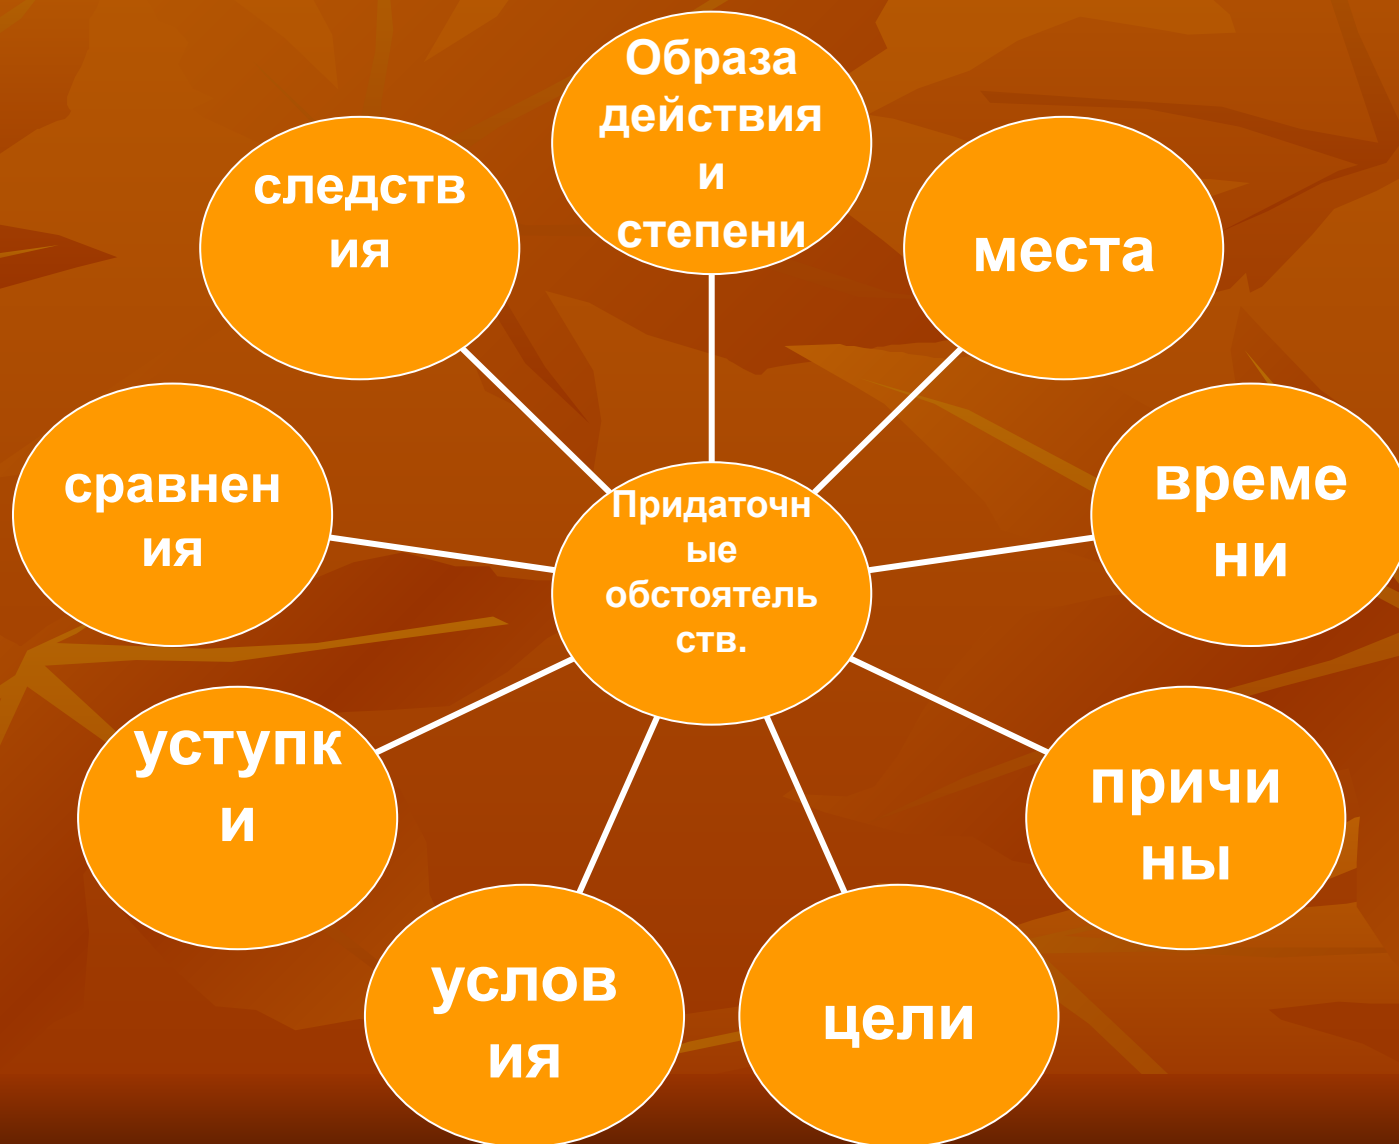 Образа
действия
и
степени
места
време
ни
причи
ны
цели
услов
ия
уступк
и
сравнен
ия
следств
ия
Придаточн
ые
обстоятель
ств.